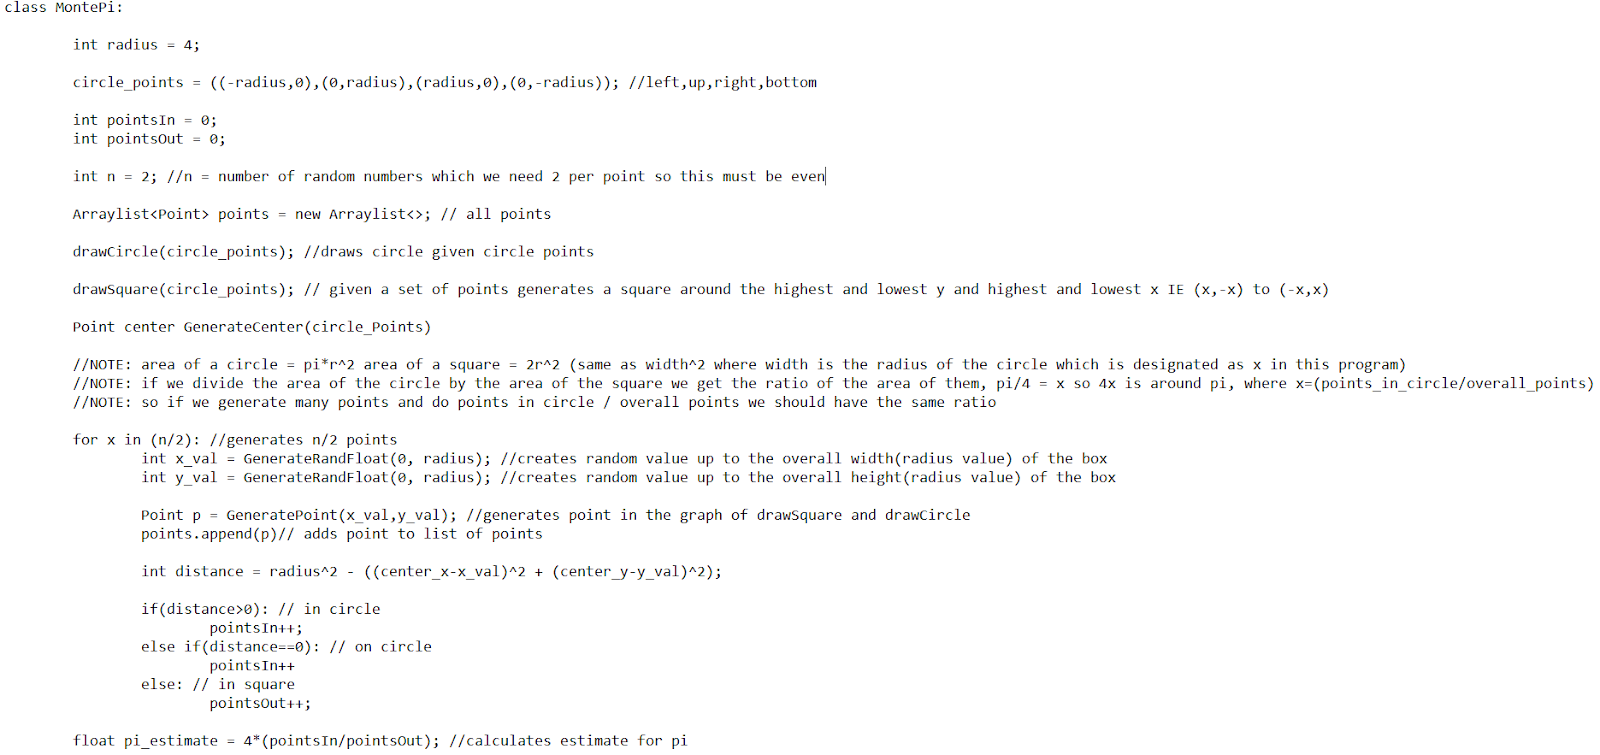 class MontePi:
int radius = 4;
circle_points = ((-radius,0),(0,radius),(radius,0),(0,-radius)); //left,up,right,bottom
int pointsIn = 0;
int pointsOut = 0;
int n = 2; //n = number of random numbers which we need 2 per point so this must be even
Arraylist<Point> points = new Arraylist<>; // all points
drawCircle(circle_points); //draws circle given circle points
drawSquare(circle_points); // given a set of points generates a square around the highest and lowest y and highest and lowest x IE (x,-x) to (-x,x)
Point center GenerateCenter(circle_Points)
//NOTE: area of a circle = pi*r^2 area of a square = 2r^2 (same as width^2 where width is the radius of the circle which is designated as x in this program)
//NOTE: if we divide the area of the circle by the area of the square we get the ratio of the area of them, pi/4 = x so 4x is around pi, where x=(points_in_circle/overall_points)
//NOTE: so if we generate many points and do points in circle / overall points we should have the same ratio
for x in (n/2): //generates n/2 points
int x_val = GenerateRandFloat(0, radius); //creates random value up to the overall width(radius value) of the box
int y_val = GenerateRandFloat(0, radius); //creates random value up to the overall height(radius value) of the box
Point p = GeneratePoint(x_val,y_val); //generates point in the graph of drawSquare and drawCircle
points.append(p)// adds point to list of points
int distance = radius^2 - ((center_x-x_val)^2 + (center_y-y_val)^2);
if(distance>0): // in circle
pointsIn++;
else if(distance==0): // on circle
pointsIn++
else: // in square
pointsOut++;
float pi_estimate = 4*(pointsIn/pointsOut); //calculates estimate for pi